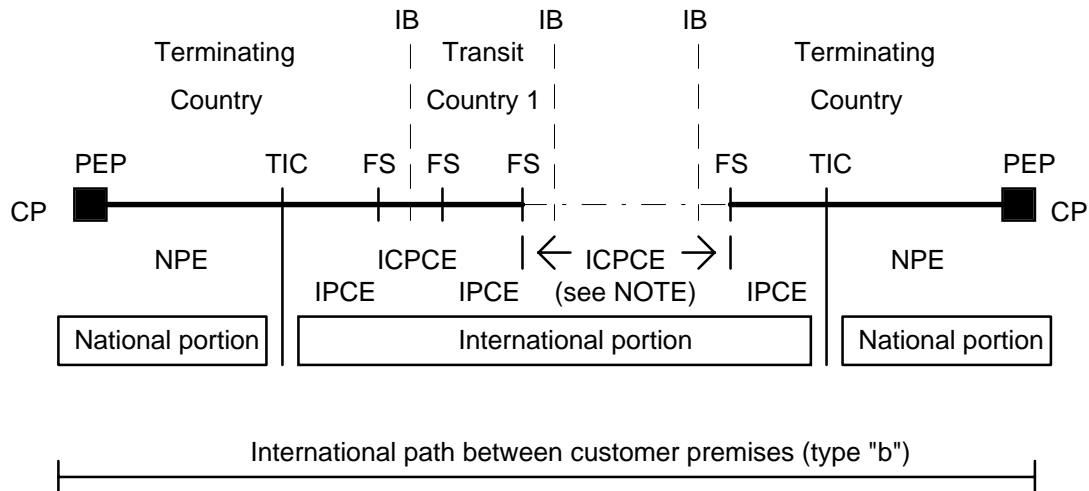 IB IB IB
Terminating Transit Terminating
Country Country 1 Country
PEP TIC FS FS FS FS TIC PEP
CP CP
NPE ICPCE ICPCE NPE
IPCE IPCE (see NOTE) IPCE
National portion International portion National portion
International path between customer premises (type "b")